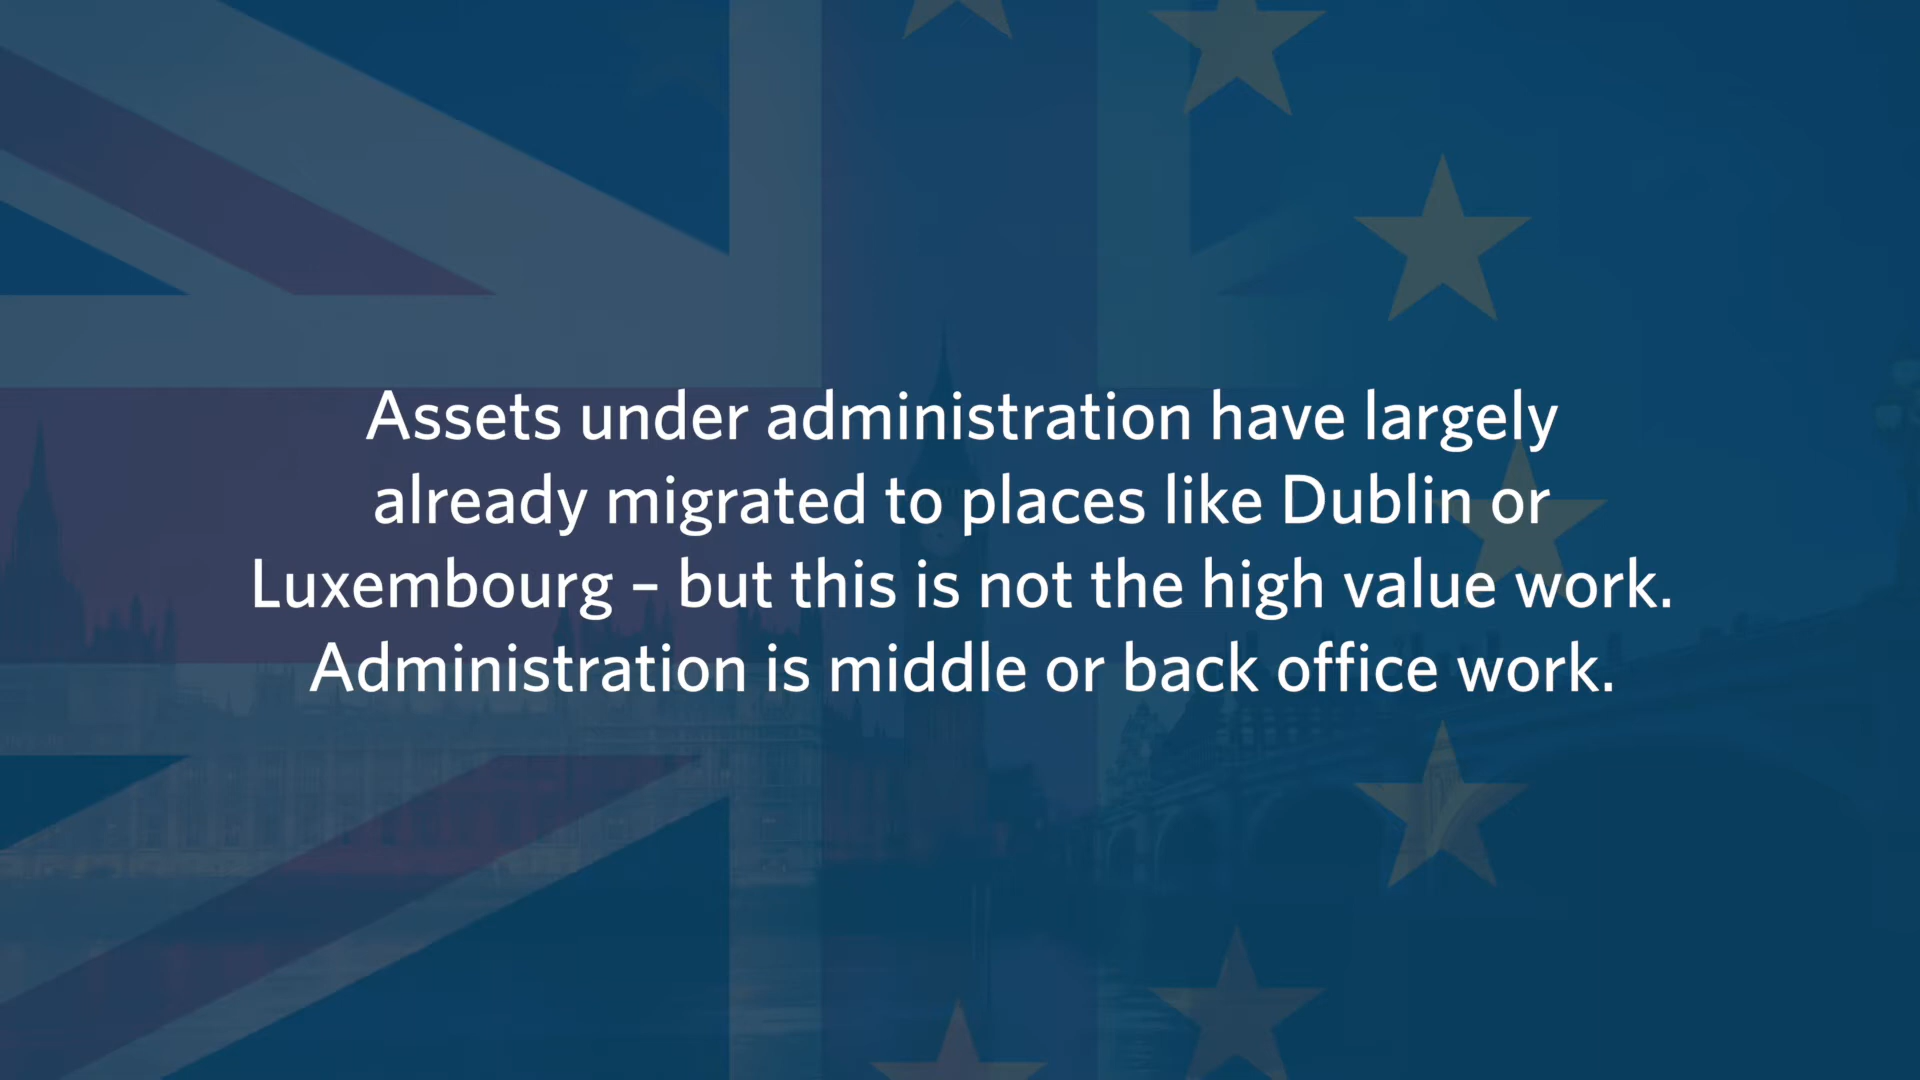 Assets under administration have largely
already migrated to places like Dublin or
Luxembourg – but this is not the high value work.
Administration is middle or back office work.